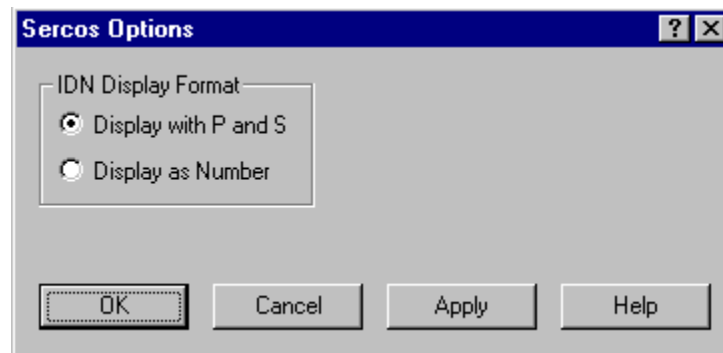 Sercos Options
IDN Display Format
Display with P and S
Display as Number
OK Cancel Apply Help